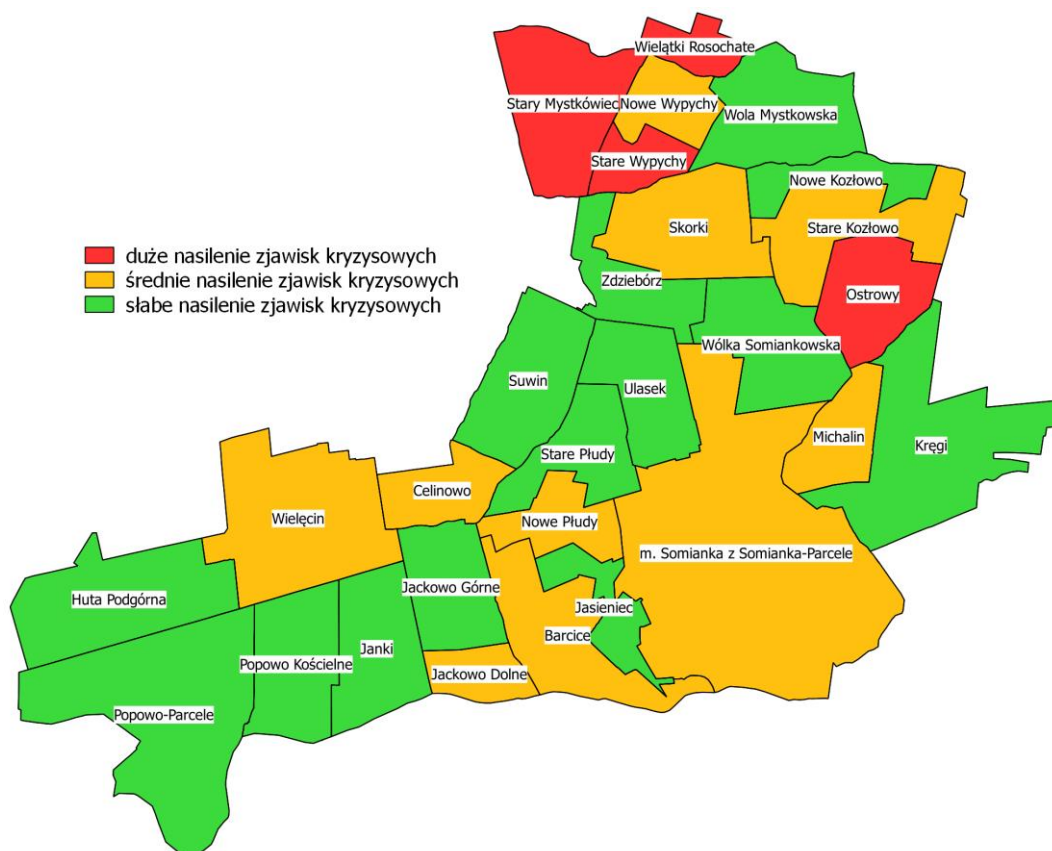 Wielątki Rosochate
Stary Mystkówiec
Nowe Wypychy
Wola Mystkowska
Stare Wypychy
Nowe Kozłowo
Skorki
Stare Kozłowo
duże nasilenie zjawisk kryzysowych
średnie nasilenie zjawisk kryzysowych
słabe nasilenie zjawisk kryzysowych
Zdziebórz
Ostrowy
Wólka Somiankowska
Suwin
Ulasek
Michalin
Kręgi
Stare Płudy
Celinowo
Wielęcin
Nowe Płudy
m. Somianka z Somianka-Parcele
Huta Podgórna
Jackowo Górne
Jasieniec
Barcice
Janki
Popowo Kościelne
Jackowo Dolne
Popowo-Parcele